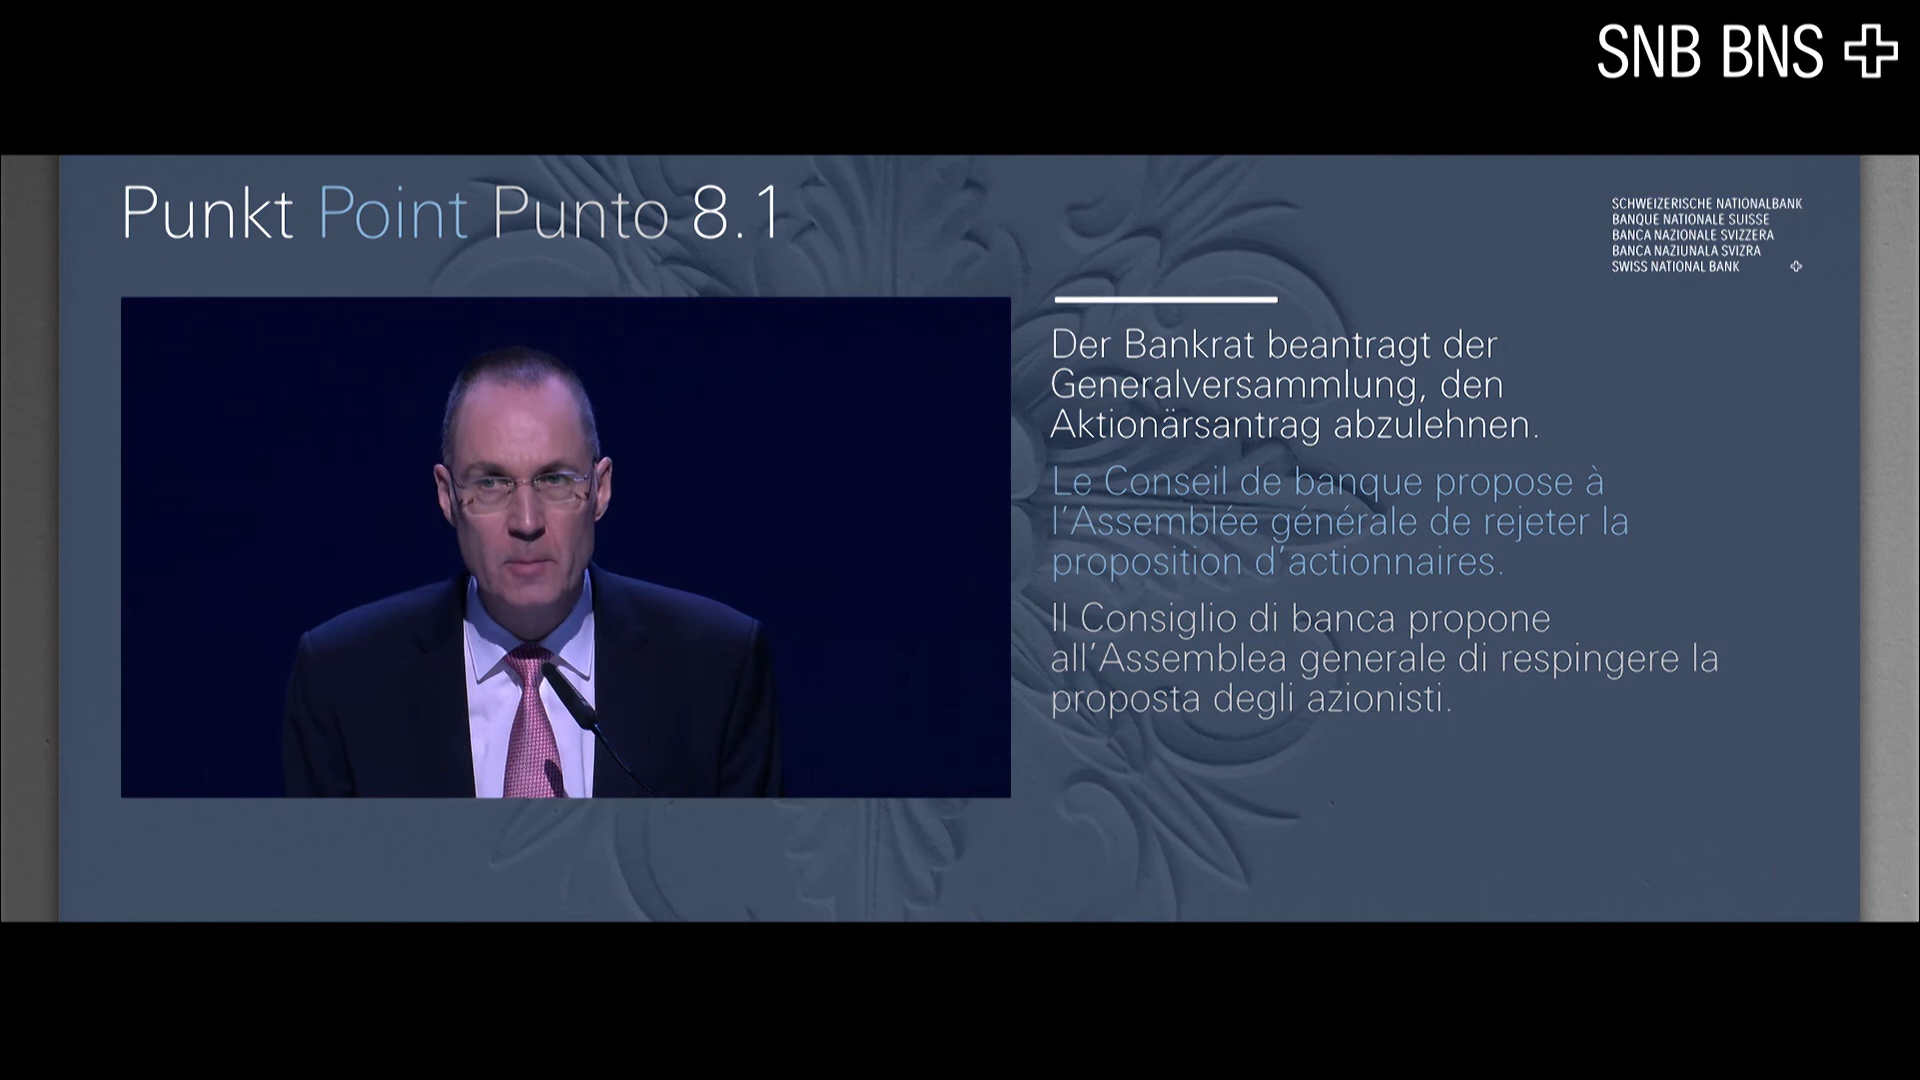 SNB BNS
Punkt Point Punto 8.1
SCHWEIZERISCHE NATIONALBANK
BANQUE NATIONALE SUISSE
BANCA NAZIONALE SVIZZERA
BANCA NAZIUNALA SVIZRA
SWISS NATIONAL BANK
Der Bankrat beantragt der
Generalversammlung, den
Aktionärsantrag abzulehnen.
Le Conseil de banque propose à
l'Assemblée générale de rejeter la
proposition d'actionnaires.
Il Consiglio di banca propone
all'Assemblea generale di respingere la
proposta degli azionisti.